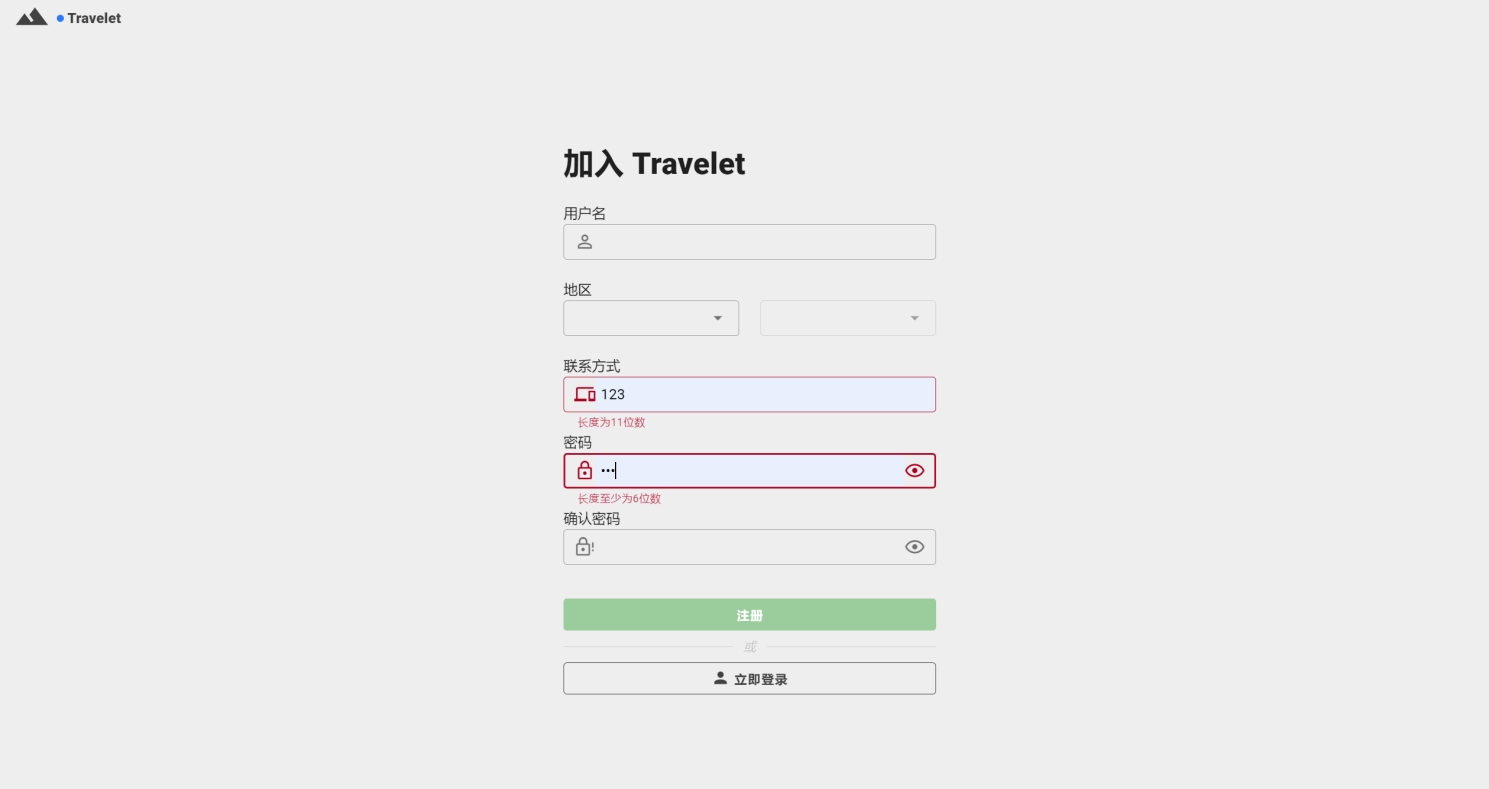 Travelet
加入 Travelet
用户名
地区
联系方式
123
长度为11位数
密码
•••
长度至少为6位数
确认密码
注册
或
立即登录